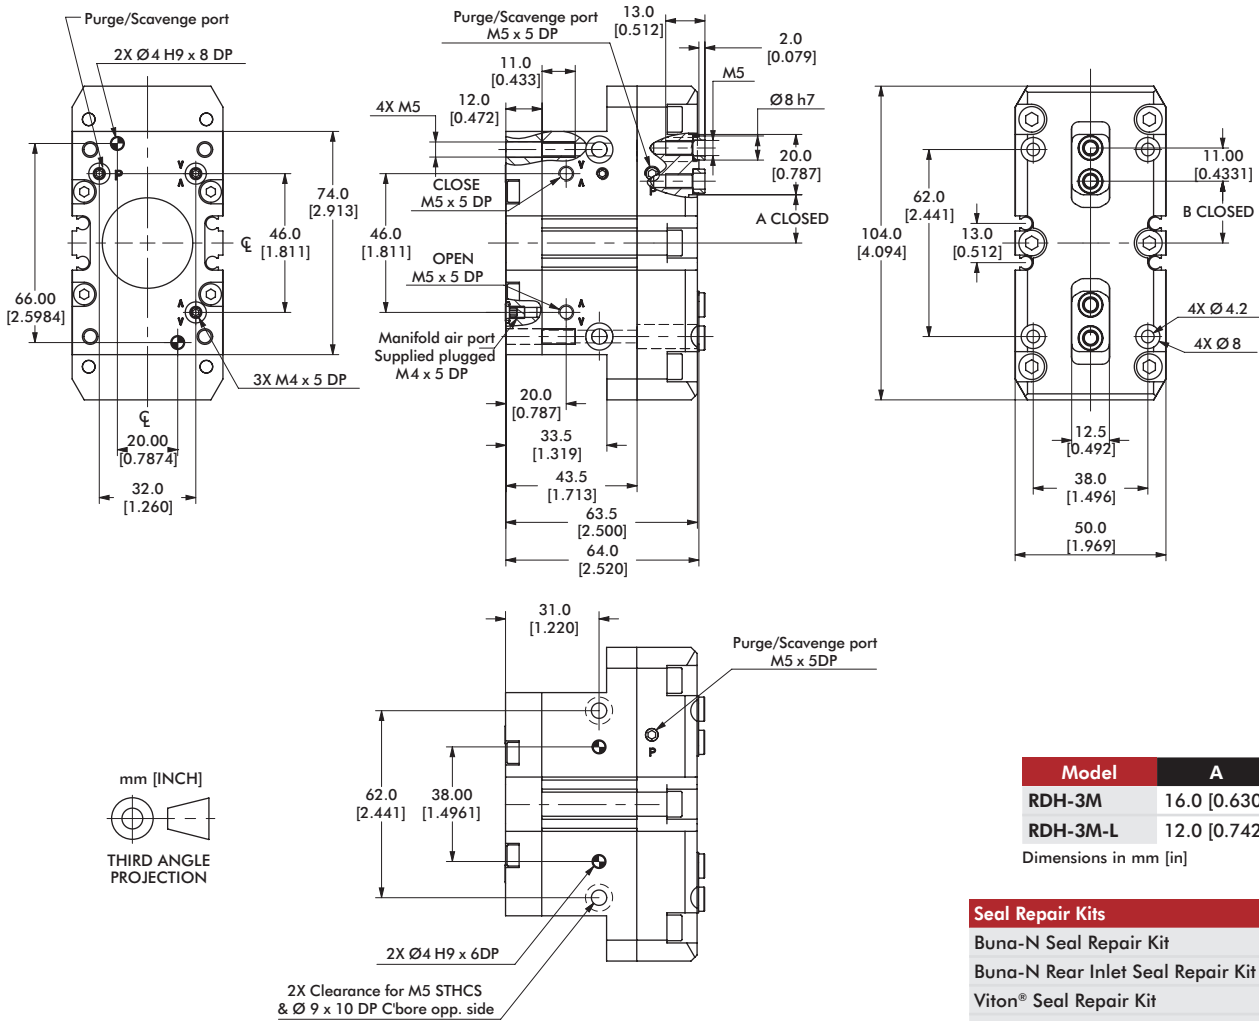 Purge/Scavenge port
2X Ø4 H9 x 8 DP
P
V
Λ
Λ
V
74.0
[2.913]
46.0
[1.811]
℄
66.00
[2.5984]
3X M4 x 5 DP
℄
20.00
[0.7874]
32.0
[1.260]
Purge/Scavenge port
M5 x 5 DP
13.0
[0.512]
2.0
[0.079]
11.0
[0.433]
M5
12.0
[0.472]
4X M5
Ø8 h7
20.0
[0.787]
V
Λ
CLOSE
M5 x 5 DP
A CLOSED
46.0
[1.811]
OPEN
M5 x 5 DP
Λ
V
Manifold air port
Supplied plugged
M4 x 5 DP
20.0
[0.787]
33.5
[1.319]
43.5
[1.713]
63.5
[2.500]
64.0
[2.520]
11.00
[0.4331]
62.0
[2.441]
B CLOSED
13.0
[0.512]
104.0
[4.094]
4X Ø 4.2
4X Ø 8
12.5
[0.492]
38.0
[1.496]
50.0
[1.969]
31.0
[1.220]
Purge/Scavenge port
M5 x 5DP
P
62.0
[2.441]
38.00
[1.4961]
2X Ø4 H9 x 6DP
2X Clearance for M5 STHCS
& Ø 9 x 10 DP C'bore opp. side
mm [INCH]
THIRD ANGLE
PROJECTION
Model A
RDH-3M 16.0 [0.630
RDH-3M-L 12.0 [0.742
Dimensions in mm [in]
Seal Repair Kits
Buna-N Seal Repair Kit
Buna-N Rear Inlet Seal Repair Kit
Viton® Seal Repair Kit